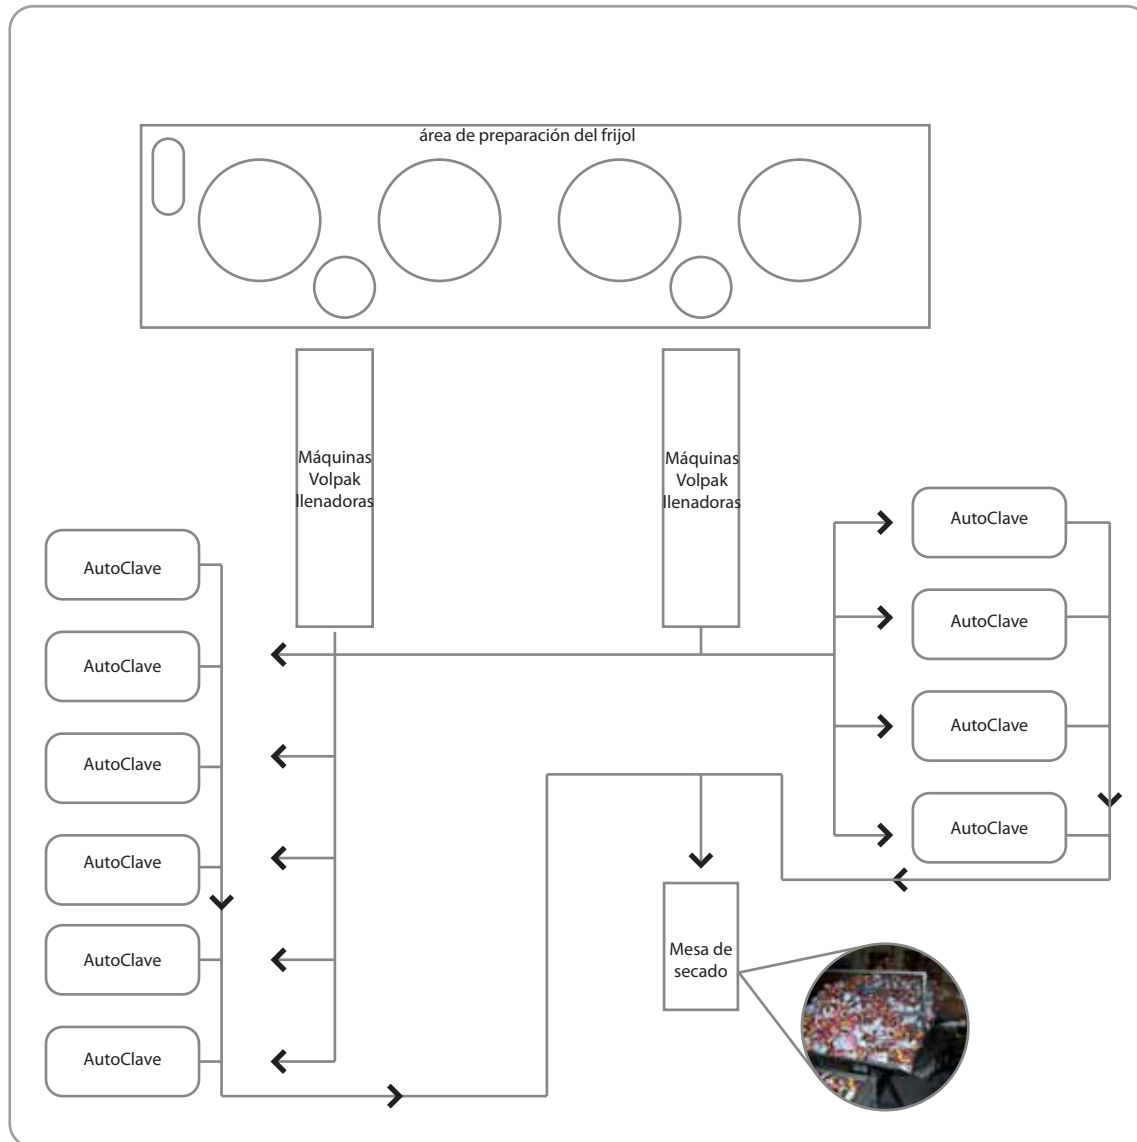 área de preparación del frijol
Máquinas
Volpak
llenadoras
Máquinas
Volpak
llenadoras
AutoClave
AutoClave
AutoClave
AutoClave
AutoClave
AutoClave
AutoClave
AutoClave
AutoClave
AutoClave
Mesa de
secado